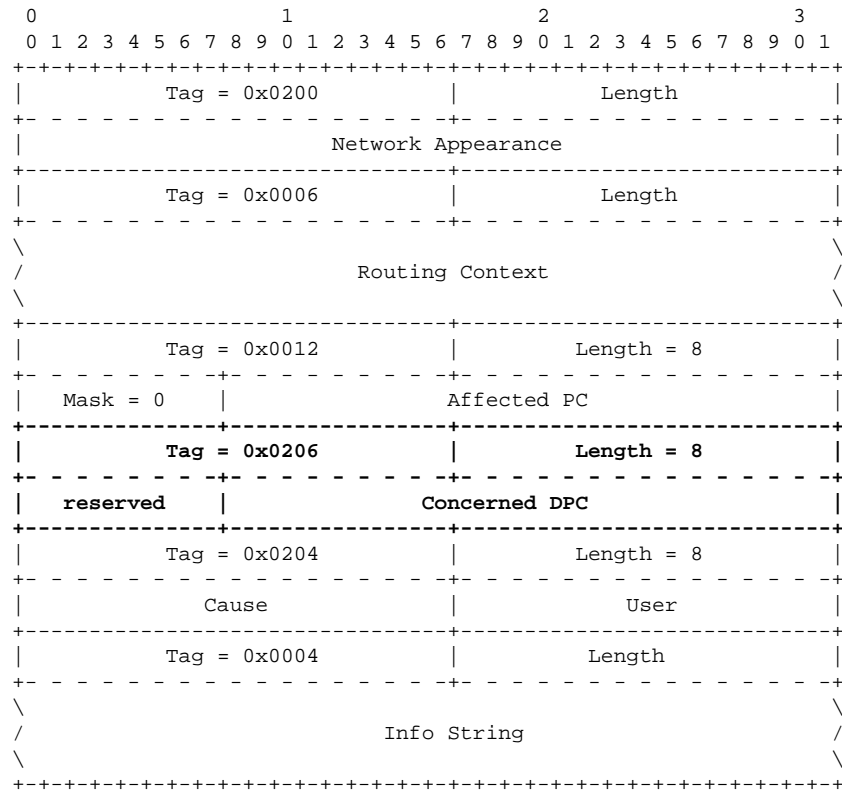 0                   1                   2                   3
0 1 2 3 4 5 6 7 8 9 0 1 2 3 4 5 6 7 8 9 0 1 2 3 4 5 6 7 8 9 0 1
+-+-+-+-+-+-+-+-+-+-+-+-+-+-+-+-+-+-+-+-+-+-+-+-+-+-+-+-+-+-+-+-+
|           Tag = 0x0200          |           Length            |
+- - - - - - - - - - - - - - - - -+- - - - - - - - - - - - - - -+
|                        Network Appearance                     |
+---------------------------------+-----------------------------+
|           Tag = 0x0006          |           Length            |
+- - - - - - - - - - - - - - - - -+- - - - - - - - - - - - - - -+
\                                                               \
/                          Routing Context                      /
\                                                               \
+---------------------------------+-----------------------------+
|           Tag = 0x0012          |         Length = 8          |
+- - - - - - - -+- - - - - - - - -+- - - - - - - - - - - - - - -+
|   Mask = 0    |                 Affected PC                   |
+---------------+-----------------+-----------------------------+
|           Tag = 0x0206          |         Length = 8          |
+- - - - - - - -+- - - - - - - - -+- - - - - - - - - - - - - - -+
|   reserved    |               Concerned DPC                   |
+---------------+-----------------+-----------------------------+
|           Tag = 0x0204          |         Length = 8          |
+- - - - - - - - - - - - - - - - -+- - - - - - - - - - - - - - -+
|              Cause              |             User            |
+---------------------------------+-----------------------------+
|           Tag = 0x0004          |          Length             |
+- - - - - - - - - - - - - - - - -+- - - - - - - - - - - - - - -+
\                                                               \
/                            Info String                        /
\                                                               \
+-+-+-+-+-+-+-+-+-+-+-+-+-+-+-+-+-+-+-+-+-+-+-+-+-+-+-+-+-+-+-+-+